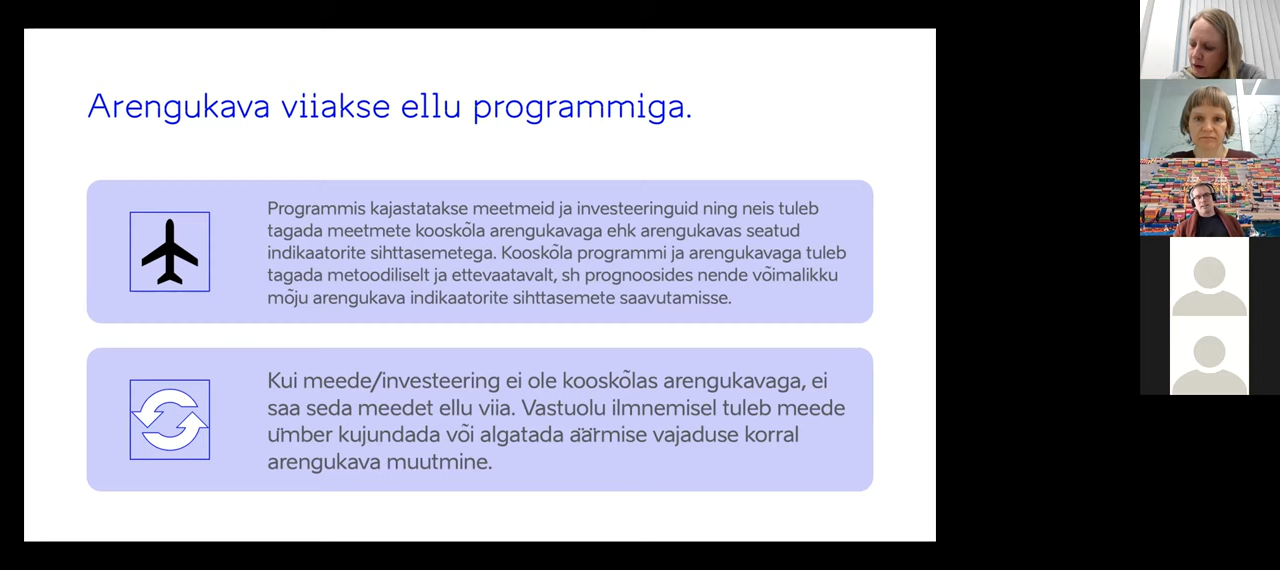 Arengukava viiakse ellu programmiga.
Programmis kajastatakse meetmeid ja investeeringuid ning neis tuleb
tagada meetmete kooskõla arengukavaga ehk arengukavas seatud
indikaatorite sihttasemetega. Kooskõla programmi ja arengukavaga tuleb
tagada metoodiliselt ja ettevaatavalt, sh prognoosides nende võimalikku
mõju arengukava indikaatorite sihttasemete saavutamisse.
Kui meede/investeering ei ole kooskõlas arengukavaga, ei
saa seda meedet ellu viia. Vastuolu ilmnemisel tuleb meede
ümber kujundada või algatada äärmise vajaduse korral
arengukava muutmine.